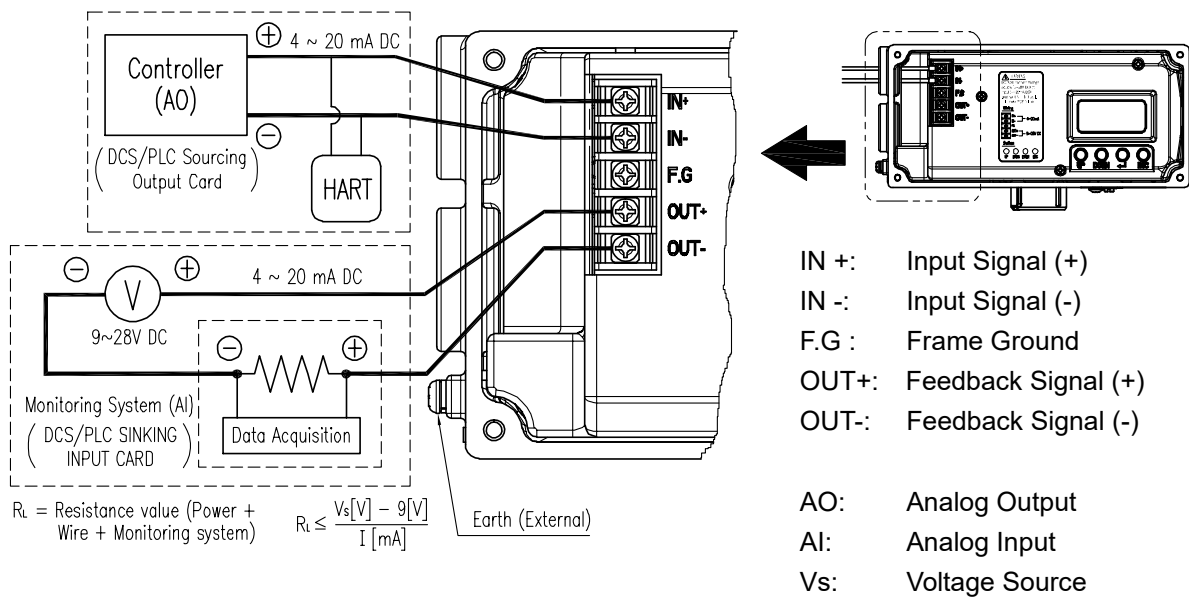 4 ~ 20 mA DC
Controller
(AO)
( DCS/PLC Sourcing
Output Card )
HART
IN+
IN-
F.G
OUT+
OUT-
4 ~ 20 mA DC
V
9~28V DC
Monitoring System (AI)
( DCS/PLC SINKING
INPUT CARD )
Data Acquisition
RL = Resistance value (Power +
Wire + Monitoring system)
RL ≤ Vs[V] − 9[V]
I [mA]
Earth (External)
IN +: Input Signal (+)
IN -: Input Signal (-)
F.G : Frame Ground
OUT+: Feedback Signal (+)
OUT-: Feedback Signal (-)
AO: Analog Output
AI: Analog Input
Vs: Voltage Source